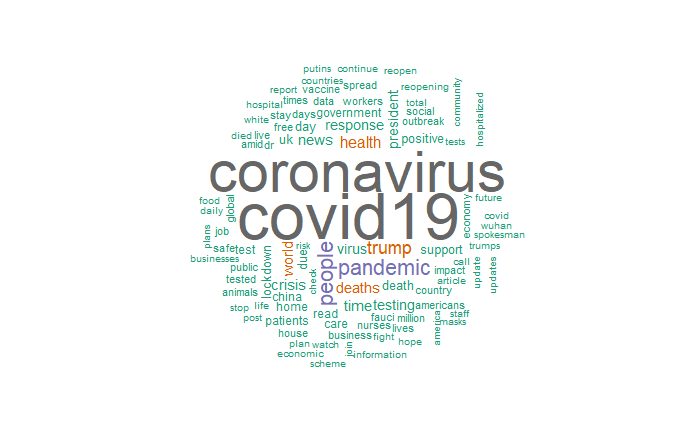 putins continue reopen
countries
report vaccine spread reopening community
hospital times data workers total hospitalized
white stay days government president social
free day response outbreak
died live uk news health positive tests
amid dr
coronavirus
covid19
food global economy future
daily covid
plans job wuhan
spokesman
safe test world due risk people virus trump support trumps
businesses
public lockdown check pandemic call
tested crisis impact update updates
animals china deaths death article
country
stop life home time testing americans
post read fauci million staff
patients care nurses lives america masks
house business fight
plan watch join hope
economic information
scheme